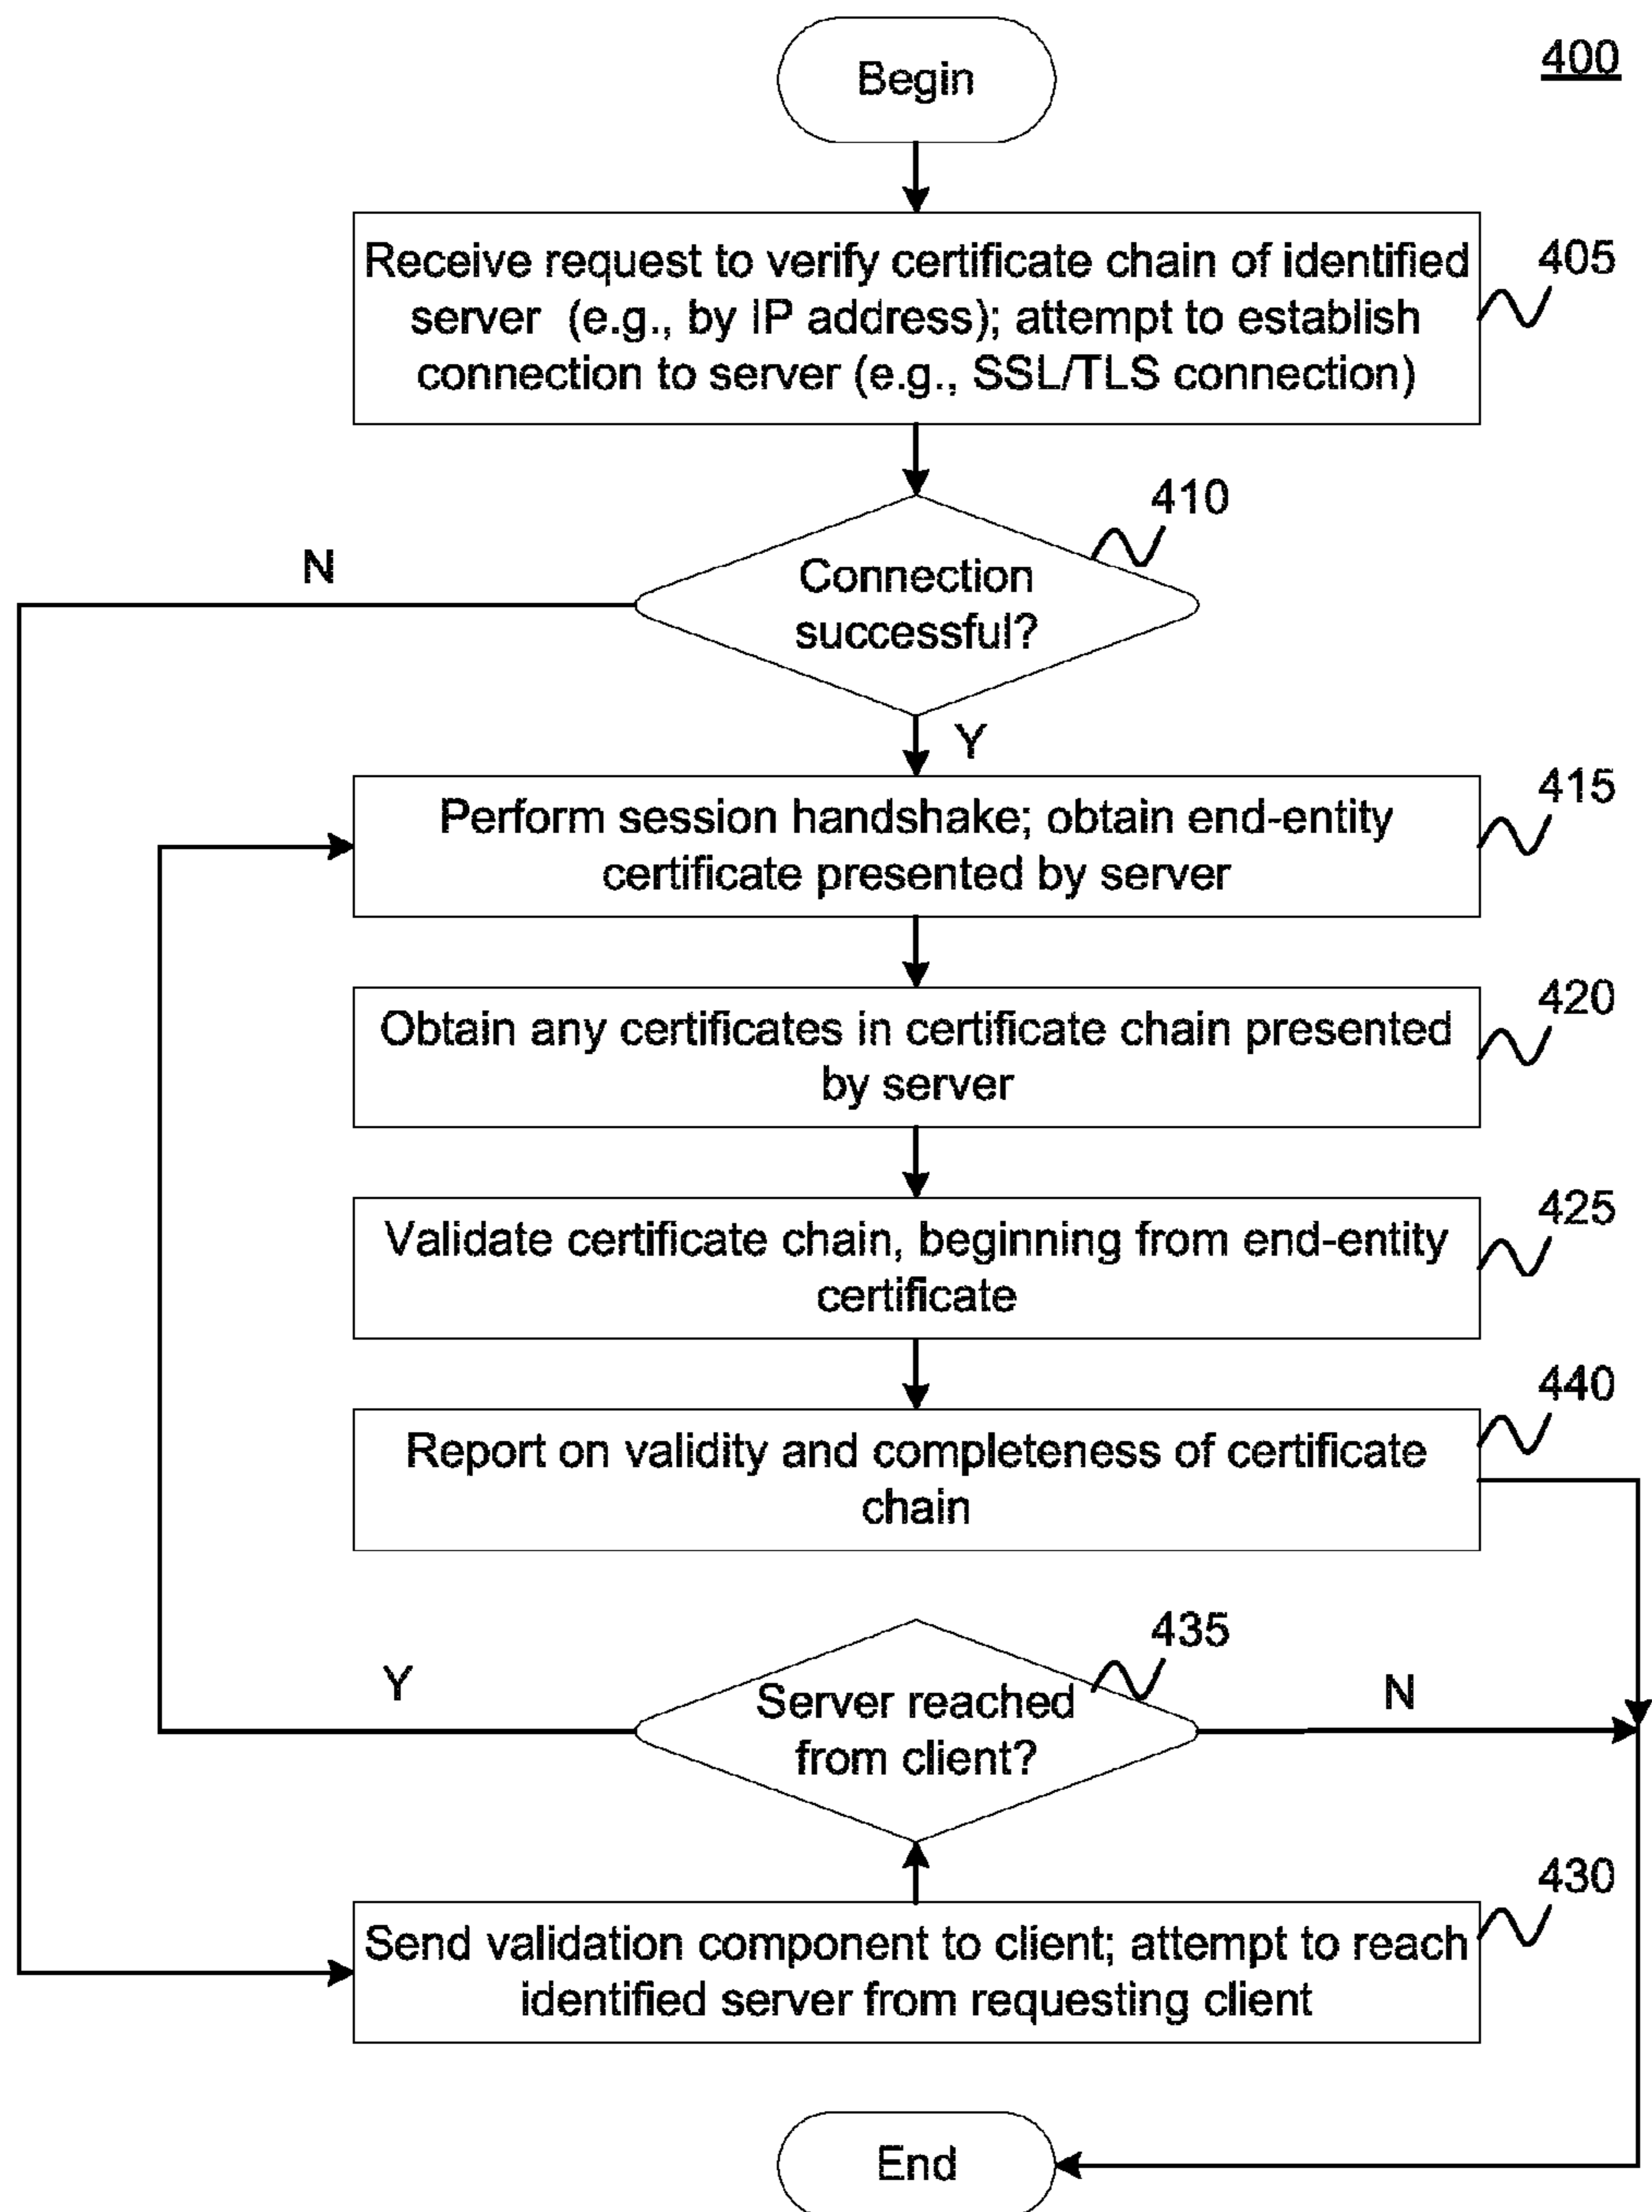 Begin
400
Receive request to verify certificate chain of identified
server (e.g., by IP address); attempt to establish
connection to server (e.g., SSL/TLS connection)
405
410
Connection
successful?
N
Y
Perform session handshake; obtain end-entity
certificate presented by server
415
Obtain any certificates in certificate chain presented
by server
420
Validate certificate chain, beginning from end-entity
certificate
425
Report on validity and completeness of certificate
chain
440
435
Server reached
from client?
Y
N
Send validation component to client; attempt to reach
identified server from requesting client
430
End